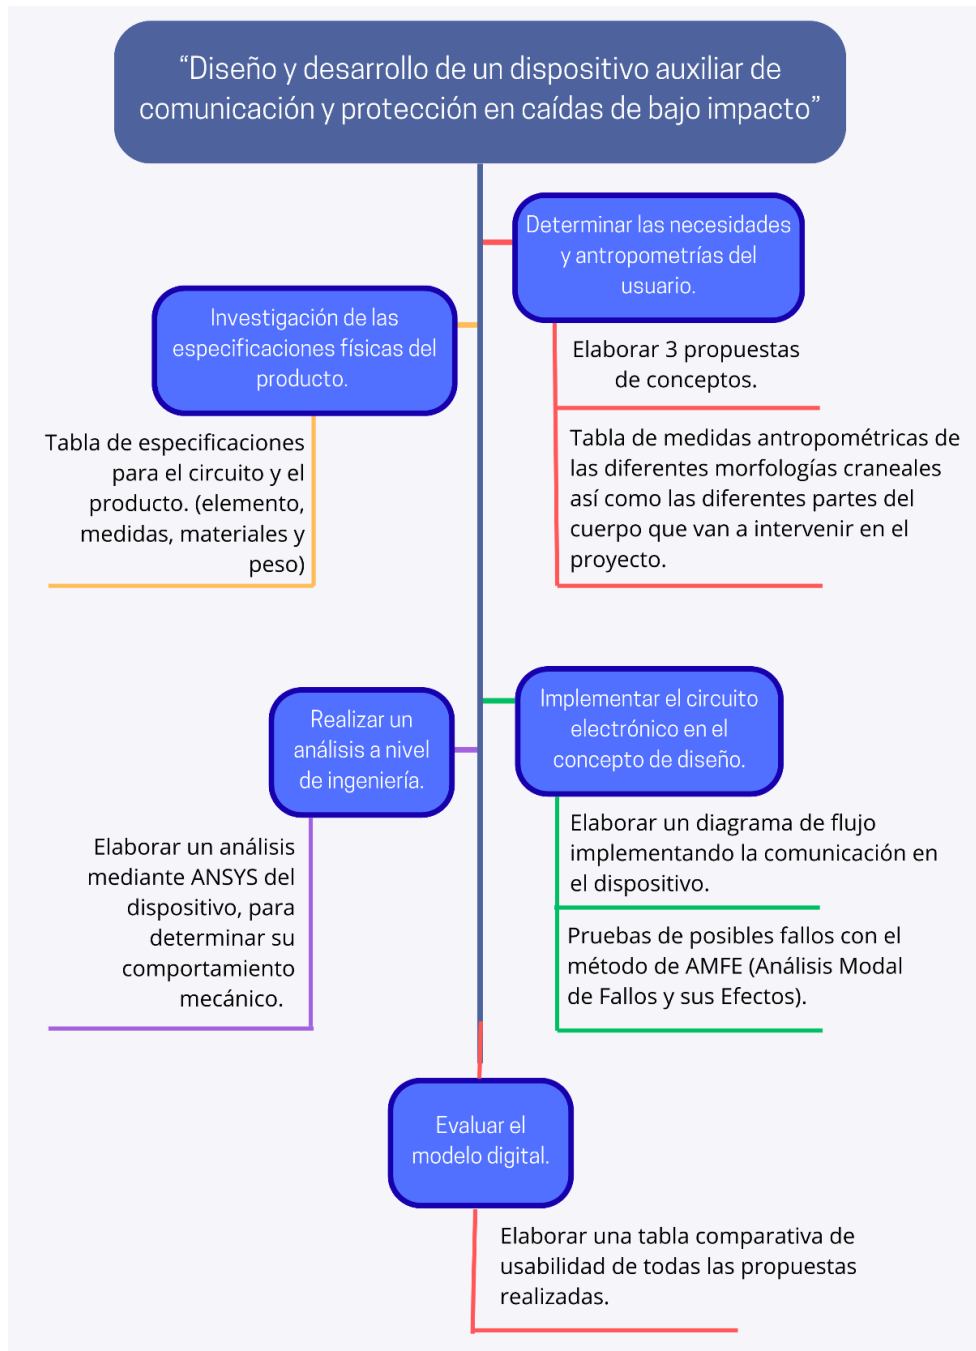 “Diseño y desarrollo de un dispositivo auxiliar de
comunicación y protección en caídas de bajo impacto”
Determinar las necesidades
y antropometrías del
usuario.
Elaborar 3 propuestas
de conceptos.
Tabla de medidas antropométricas de
las diferentes morfologías craneales
así como las diferentes partes del
cuerpo que van a intervenir en el
proyecto.
Investigación de las
especificaciones físicas del
producto.
Tabla de especificaciones
para el circuito y el
producto. (elemento,
medidas, materiales y
peso)
Implementar el circuito
electrónico en el
concepto de diseño.
Elaborar un diagrama de flujo
implementando la comunicación en
el dispositivo.
Pruebas de posibles fallos con el
método de AMFE (Análisis Modal
de Fallos y sus Efectos).
Realizar un
análisis a nivel
de ingeniería.
Elaborar un análisis
mediante ANSYS del
dispositivo, para
determinar su
comportamiento
mecánico.
Evaluar el
modelo digital.
Elaborar una tabla comparativa de
usabilidad de todas las propuestas
realizadas.